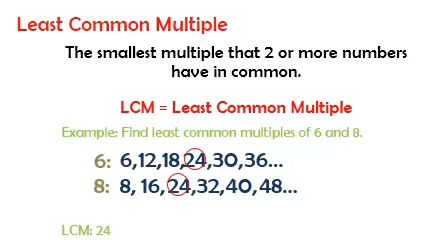 Least Common Multiple
The smallest multiple that 2 or more numbers
have in common.
LCM = Least Common Multiple
Example: Find least common multiples of 6 and 8.
6: 6,12,18,24,30,36...
8: 8, 16,24,32,40,48...
LCM: 24